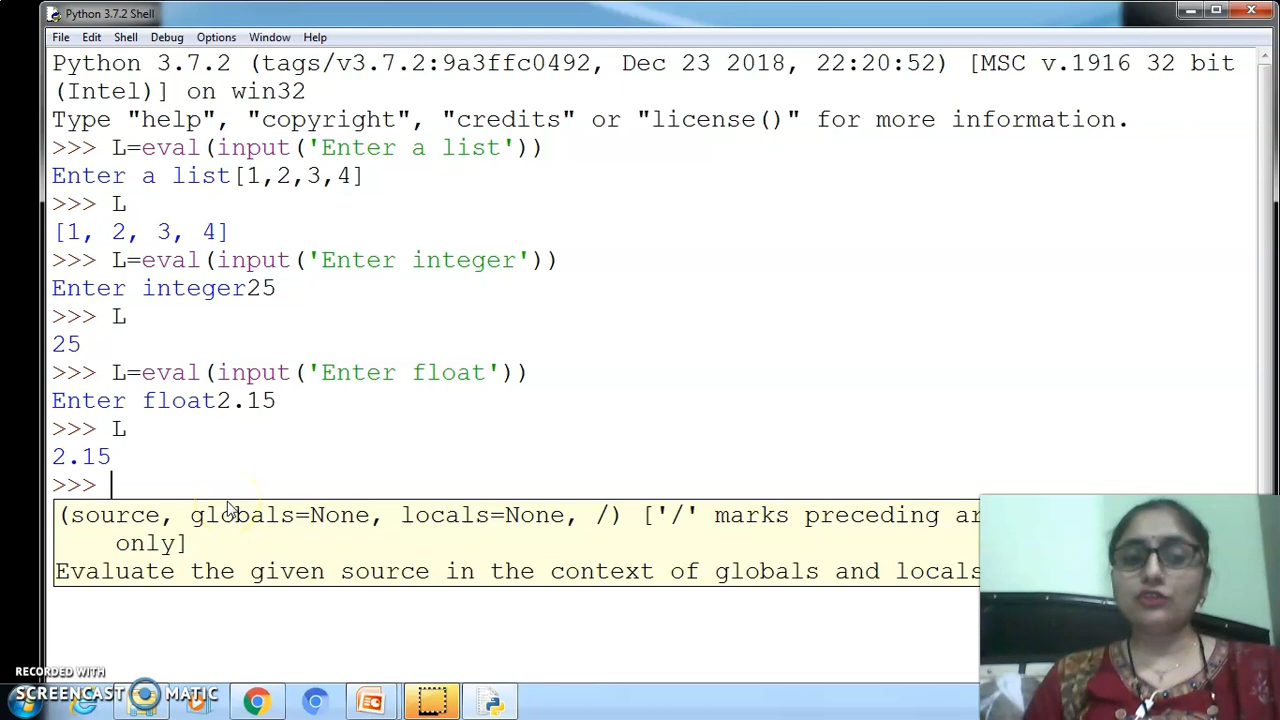 Python 3.7.2 Shell
File Edit Shell Debug Options Window Help
Python 3.7.2 (tags/v3.7.2:9a3ffc0492, Dec 23 2018, 22:20:52) [MSC v.1916 32 bit
(Intel)] on win32
Type "help", "copyright", "credits" or "license()" for more information.
>>> L=eval(input('Enter a list'))
Enter a list[1,2,3,4]
>>> L
[1, 2, 3, 4]
>>> L=eval(input('Enter integer'))
Enter integer25
>>> L
25
>>> L=eval(input('Enter float'))
Enter float2.15
>>> L
2.15
>>>
(source, globals=None, locals=None, /) ['/' marks preceding ar
only]
Evaluate the given source in the context of globals and locals
RECORDED WITH
SCREENCAST MATIC